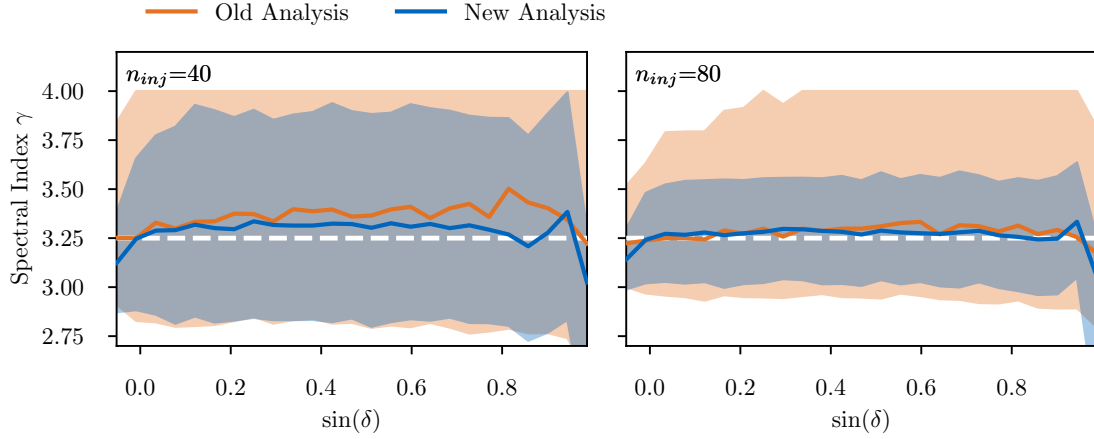 Old Analysis
New Analysis
Spectral Index γ
4.00
3.75
3.50
3.25
3.00
2.75
n_inj=40
0.0
0.2
0.4
0.6
0.8
sin(δ)
n_inj=80
0.0
0.2
0.4
0.6
0.8
sin(δ)